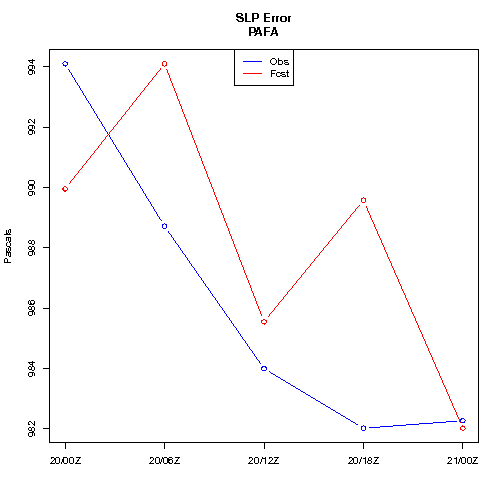 SLP Error
PAFA
Obs
Fcst
994
992
990
988
986
984
982
Pascals
20/00Z
20/06Z
20/12Z
20/18Z
21/00Z